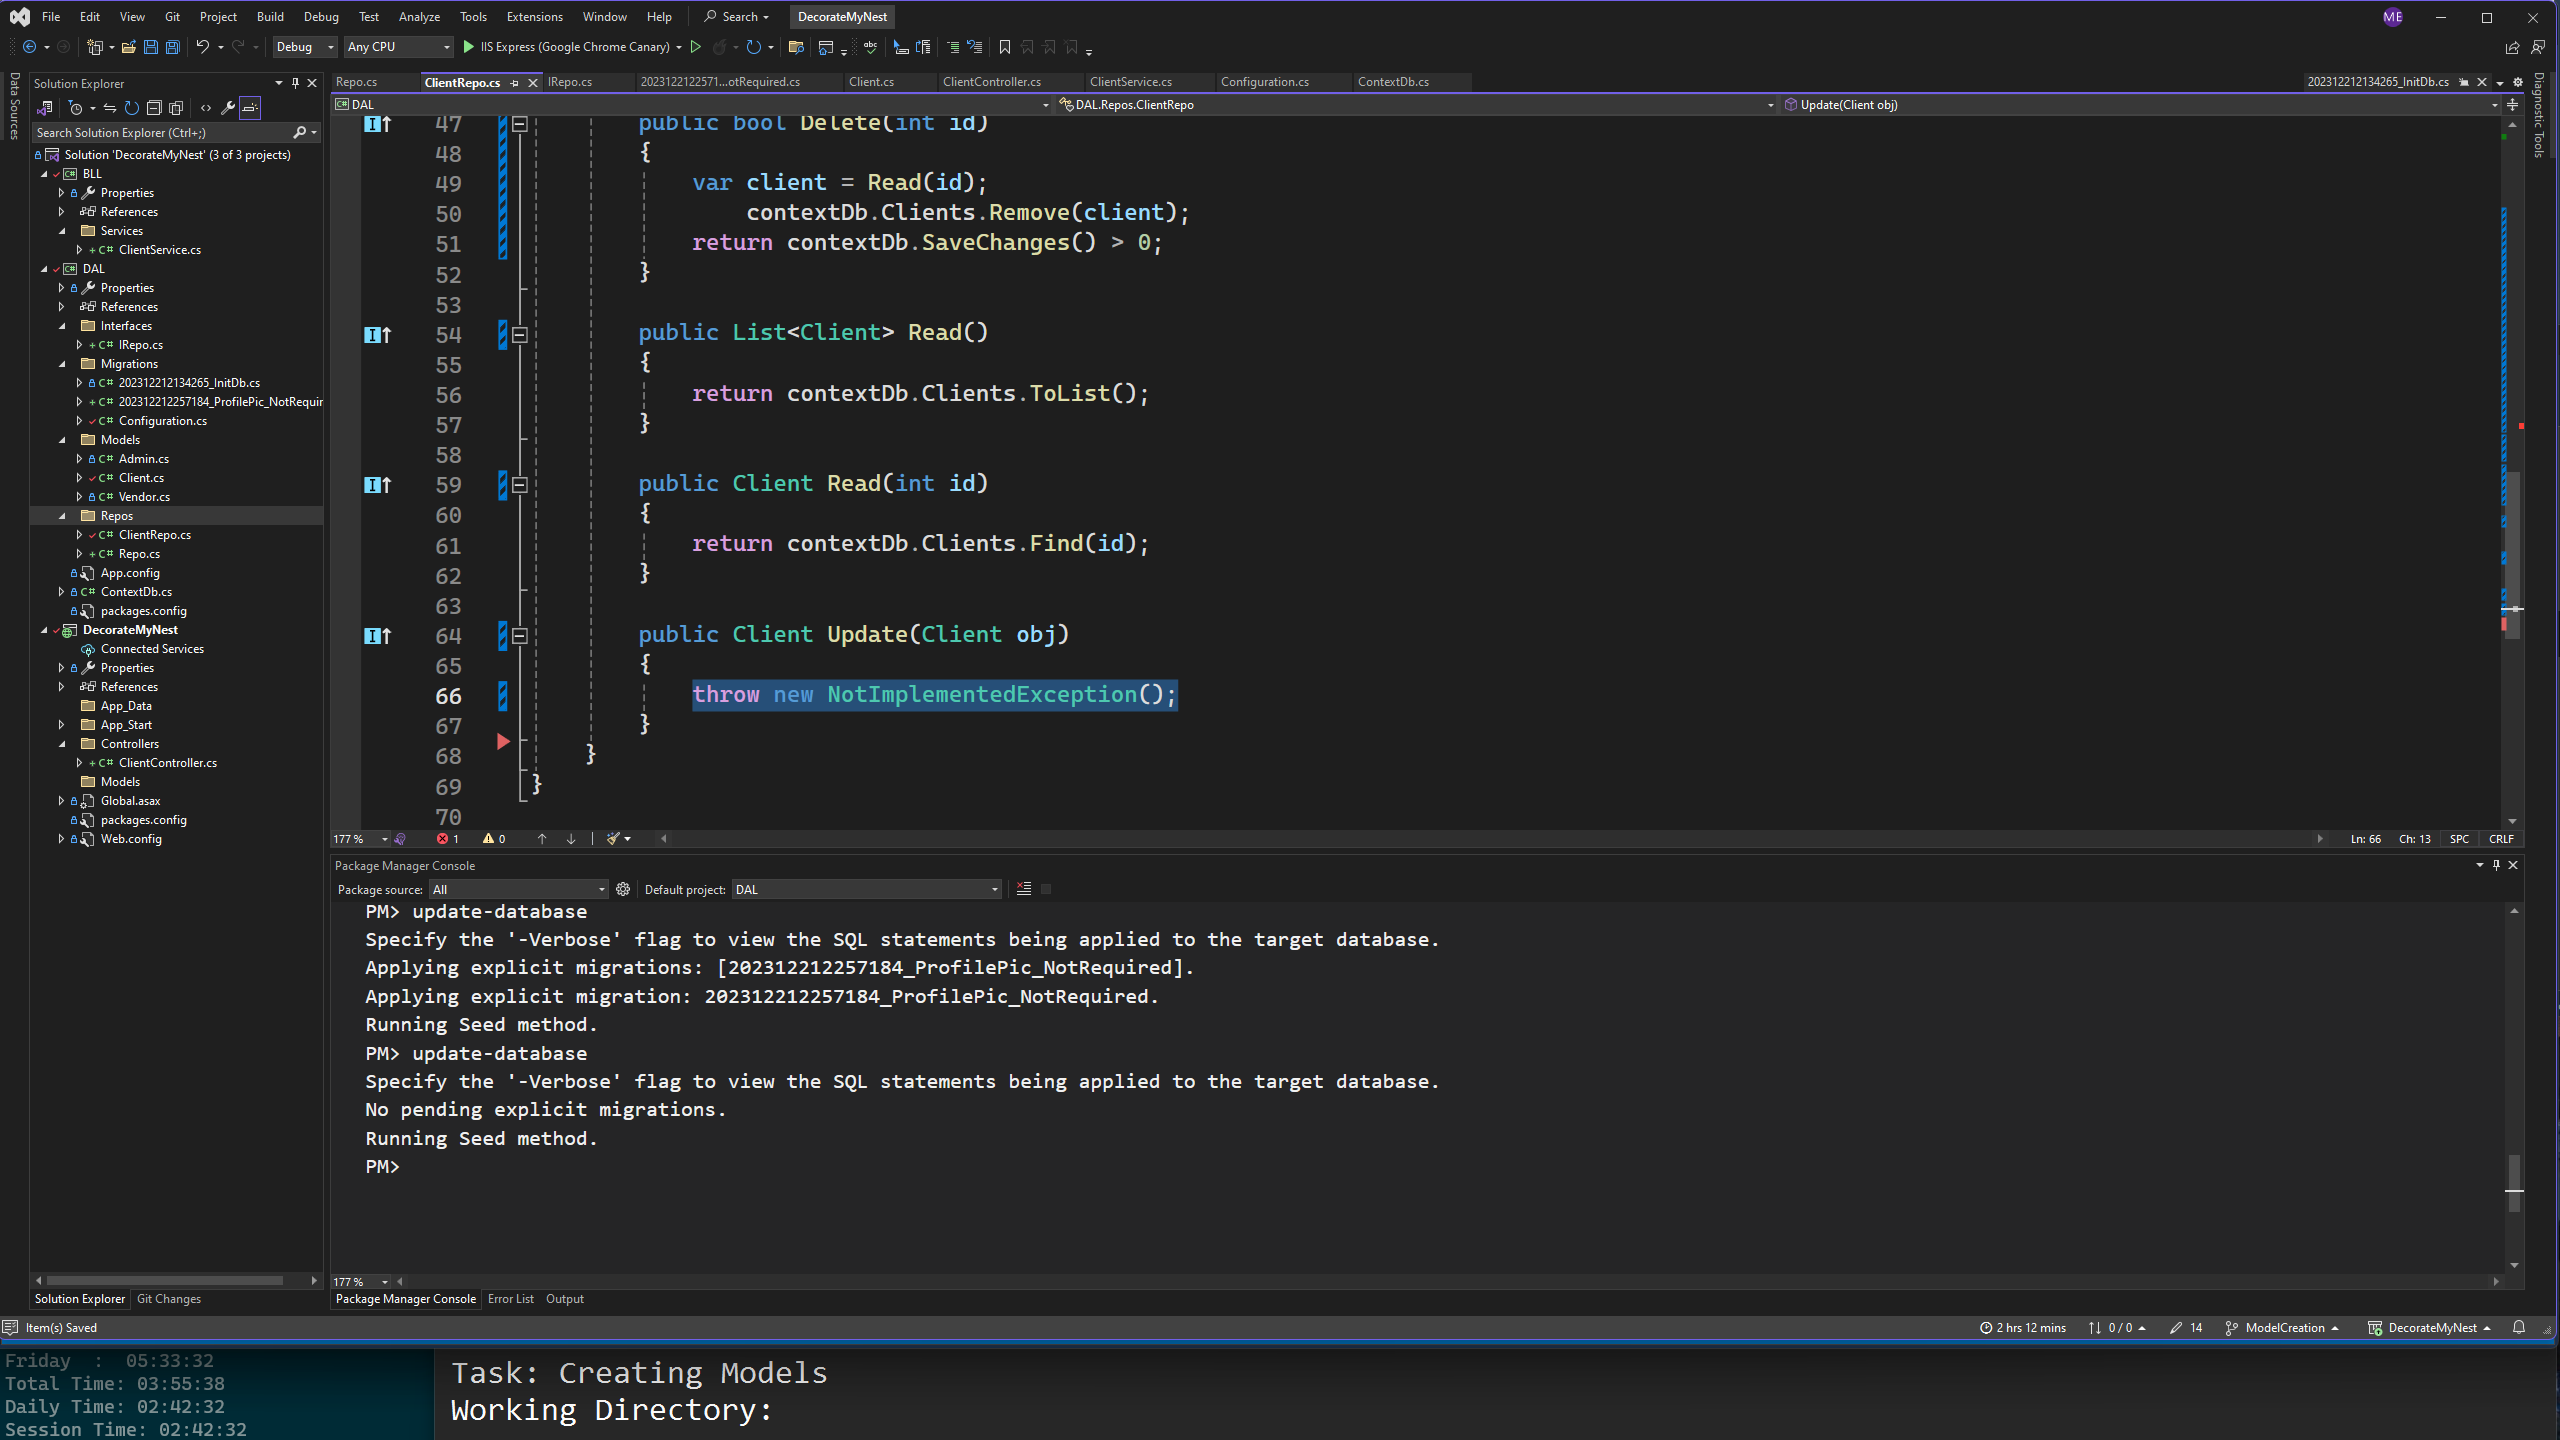 File Edit View Git Project Build Debug Test Analyze Tools Extensions Window Help Search DecorateMyNest ME
Debug Any CPU IIS Express (Google Chrome Canary)
Data Sources
Solution Explorer
Search Solution Explorer (Ctrl+;)
Solution 'DecorateMyNest' (3 of 3 projects)
BLL
Properties
References
Services
C# ClientService.cs
DAL
Properties
References
Interfaces
C# IRepo.cs
Migrations
C# 202312212134265_InitDb.cs
C# 202312212257184_ProfilePic_NotRequir
C# Configuration.cs
Models
C# Admin.cs
C# Client.cs
C# Vendor.cs
Repos
C# ClientRepo.cs
C# Repo.cs
App.config
C# ContextDb.cs
packages.config
DecorateMyNest
Connected Services
Properties
References
App_Data
App_Start
Controllers
C# ClientController.cs
Models
Global.asax
packages.config
Web.config
Solution Explorer Git Changes
Repo.cs ClientRepo.cs IRepo.cs 2023122122571...otRequired.cs Client.cs ClientController.cs ClientService.cs Configuration.cs ContextDb.cs 202312212134265_InitDb.cs
DAL DAL.Repos.ClientRepo Update(Client obj)
47 public bool Delete(int id)
48 {
49 var client = Read(id);
50 contextDb.Clients.Remove(client);
51 return contextDb.SaveChanges() > 0;
52 }
53
54 public List<Client> Read()
55 {
56 return contextDb.Clients.ToList();
57 }
58
59 public Client Read(int id)
60 {
61 return contextDb.Clients.Find(id);
62 }
63
64 public Client Update(Client obj)
65 {
66 throw new NotImplementedException();
67 }
68 }
69 }
70
177 % 1 0 Ln: 66 Ch: 13 SPC CRLF
Diagnostic Tools
Package Manager Console
Package source: All Default project: DAL
PM> update-database
Specify the '-Verbose' flag to view the SQL statements being applied to the target database.
Applying explicit migrations: [202312212257184_ProfilePic_NotRequired].
Applying explicit migration: 202312212257184_ProfilePic_NotRequired.
Running Seed method.
PM> update-database
Specify the '-Verbose' flag to view the SQL statements being applied to the target database.
No pending explicit migrations.
Running Seed method.
PM>
177 %
Package Manager Console Error List Output
Item(s) Saved 2 hrs 12 mins 0 / 0 14 ModelCreation DecorateMyNest
Friday : 05:33:32
Total Time: 03:55:38
Daily Time: 02:42:32
Session Time: 02:42:32
Task: Creating Models
Working Directory: